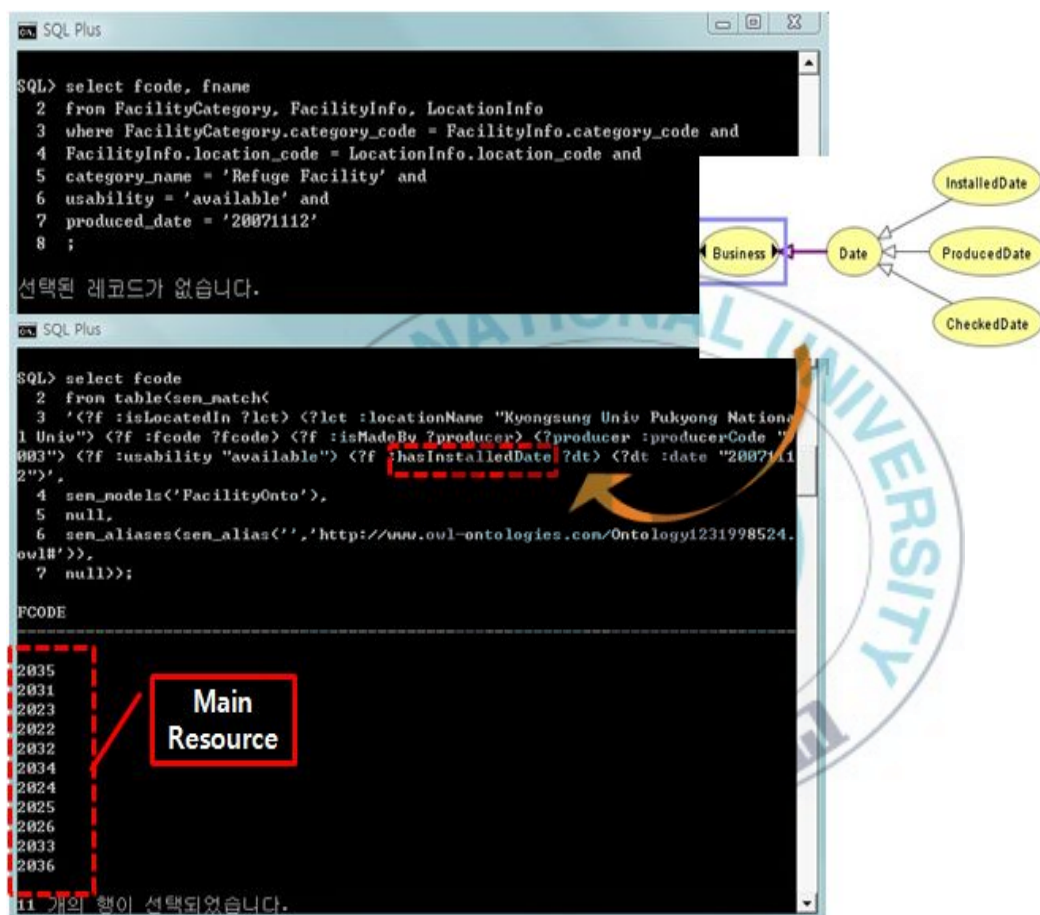 SQL Plus
SQL> select fcode, fname
2 from FacilityCategory, FacilityInfo, LocationInfo
3 where FacilityCategory.category_code = FacilityInfo.category_code and
4 FacilityInfo.location_code = LocationInfo.location_code and
5 category_name = 'Refuge Facility' and
6 usability = 'available' and
7 produced_date = '20071112'
8 ;
선택된 레코드가 없습니다.
InstalledDate
Business
Date
ProducedDate
CheckedDate
NATIONAL UNIVERSITY
SQL Plus
SQL> select fcode
2 from table(sem_match(
3 '(?f :isLocatedIn ?lct) (?lct :locationName "Kyongsung Univ Pukyong Nationa
l Univ") (?f :fcode ?fcode) (?f :isMadeBy ?producer) (?producer :producerCode "
003") (?f :usability "available") (?f :hasInstalledDate ?dt) (?dt :date "2007111
2")',
4 sem_models('FacilityOnto'),
5 null,
6 sem_aliases(sem_alias('','http://www.owl-ontologies.com/Ontology1231998524.
owl#')),
7 null));
FCODE
2035
2031
2023
2022
2032
2034
2024
2025
2026
2033
2036
Main
Resource
11 개의 행이 선택되었습니다.